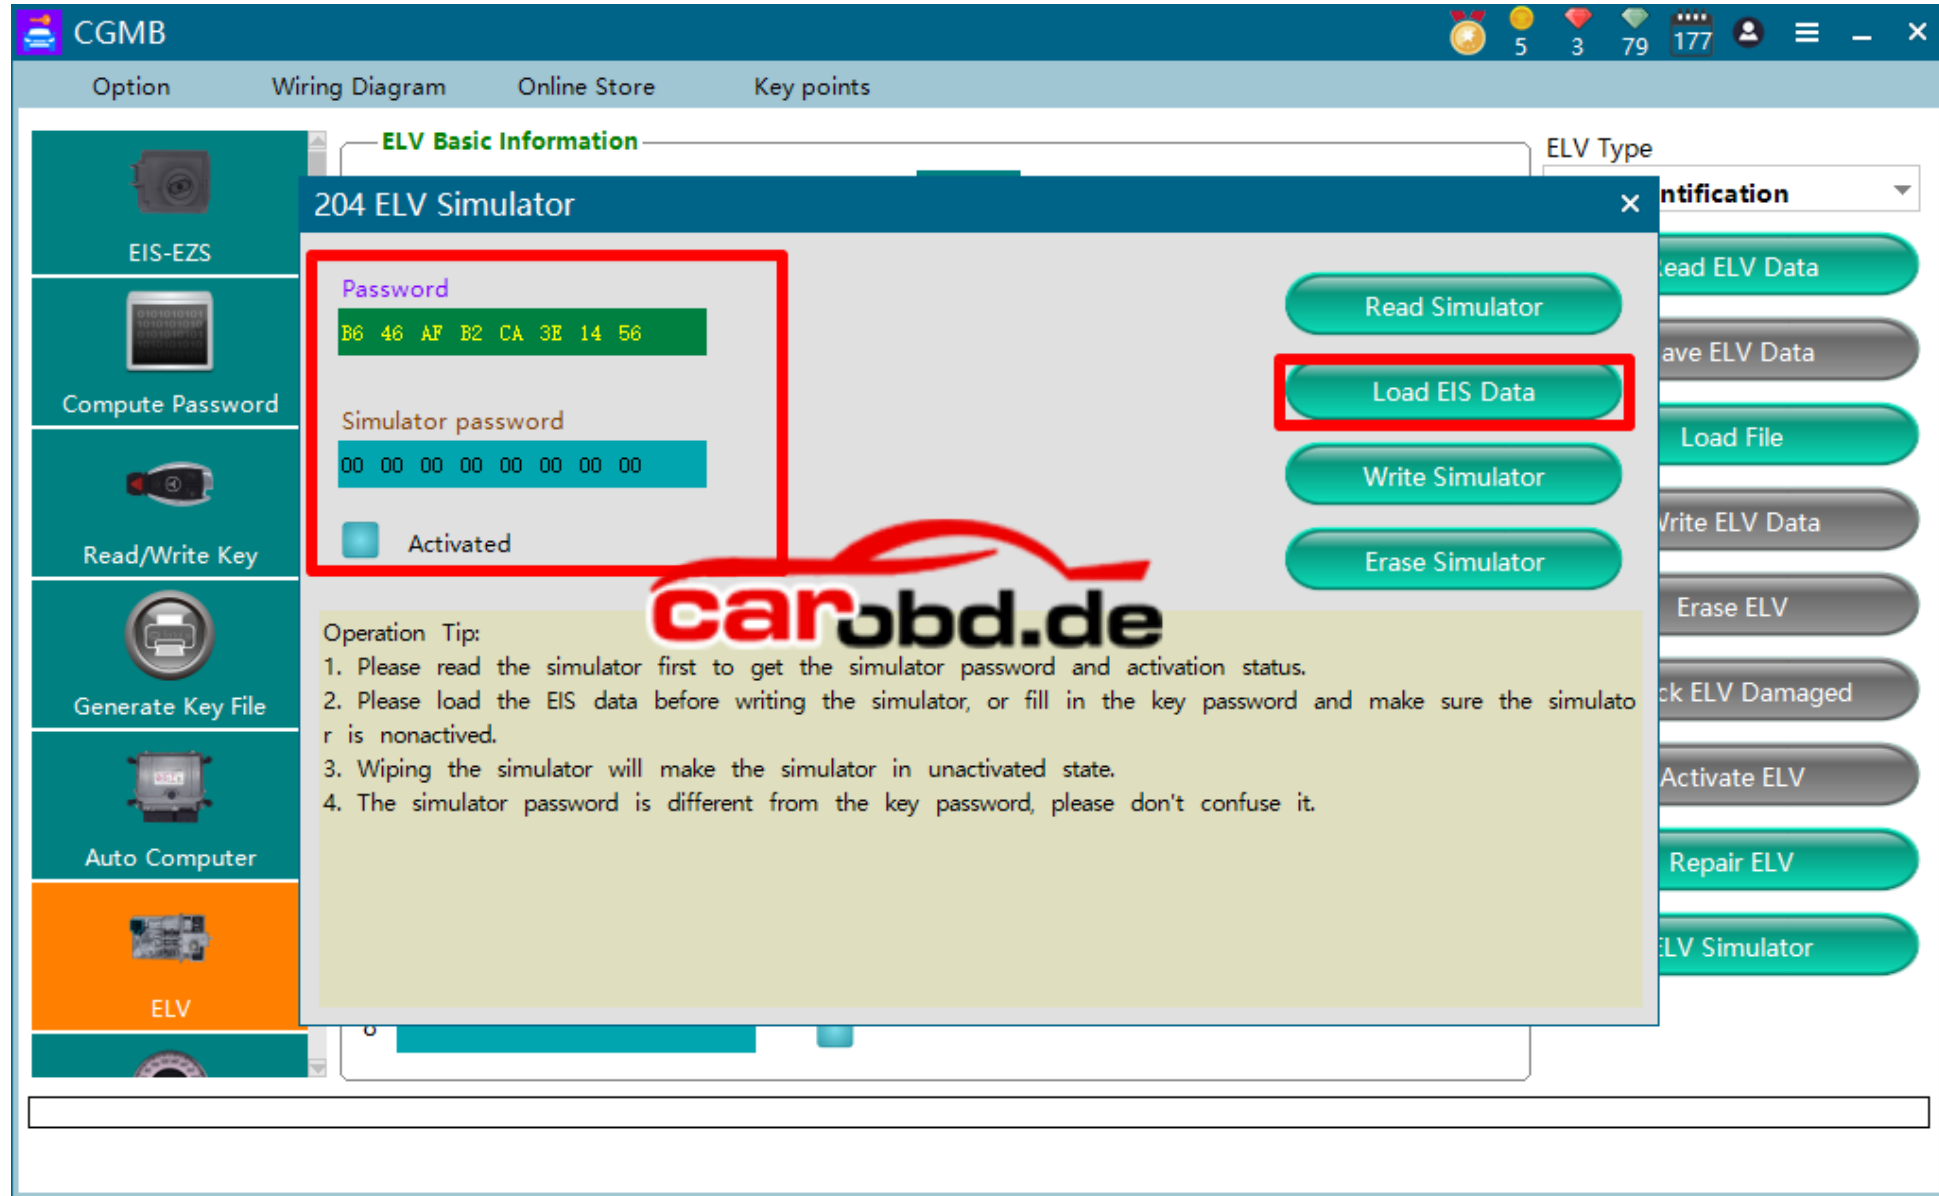 CGMB
5
3
79
177
Option
Wiring Diagram
Online Store
Key points
EIS-EZS
Compute Password
Read/Write Key
Generate Key File
Auto Computer
ELV
ELV Basic Information
204 ELV Simulator
Password
B6 46 AF B2 CA 3E 14 56
Simulator password
00 00 00 00 00 00 00 00
Activated
Read Simulator
Load EIS Data
Write Simulator
Erase Simulator
carobd.de
Operation Tip:
1. Please read the simulator first to get the simulator password and activation status.
2. Please load the EIS data before writing the simulator, or fill in the key password and make sure the simulato
r is nonactived.
3. Wiping the simulator will make the simulator in unactivated state.
4. The simulator password is different from the key password, please don't confuse it.
ELV Type
ntification
ead ELV Data
ave ELV Data
Load File
Write ELV Data
Erase ELV
ck ELV Damaged
Activate ELV
Repair ELV
ELV Simulator